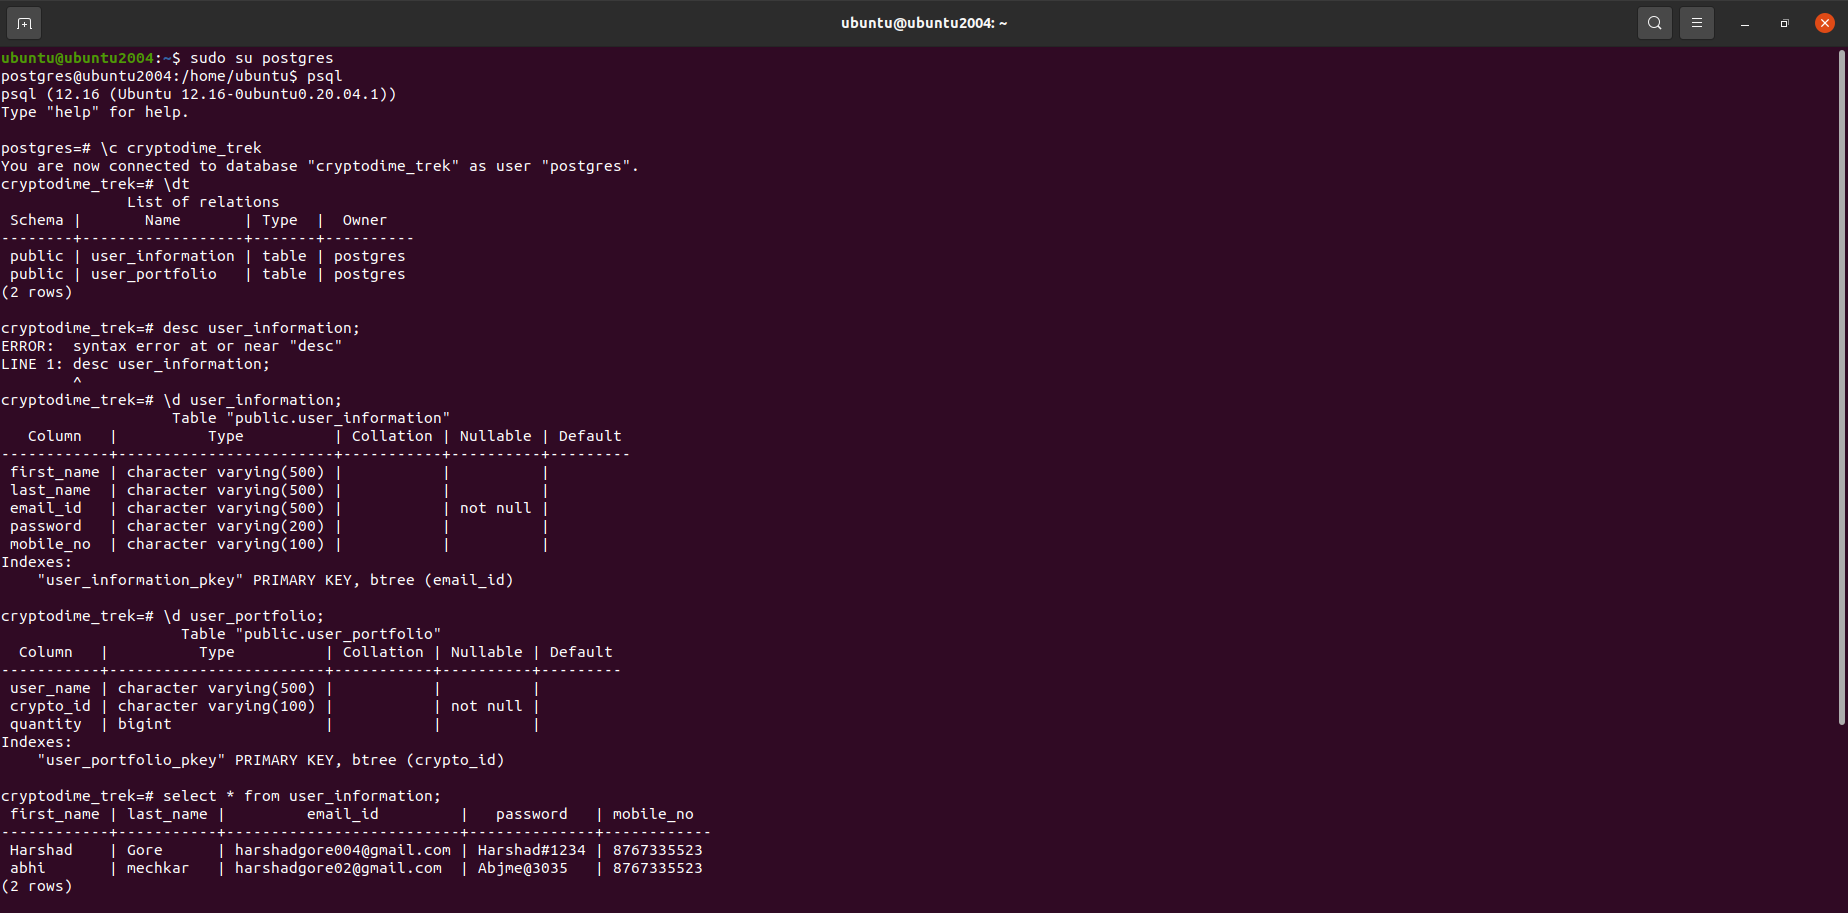 ubuntu@ubuntu2004: ~
ubuntu@ubuntu2004:~$ sudo su postgres
postgres@ubuntu2004:/home/ubuntu$ psql
psql (12.16 (Ubuntu 12.16-0ubuntu0.20.04.1))
Type "help" for help.

postgres=# \c cryptodime_trek
You are now connected to database "cryptodime_trek" as user "postgres".
cryptodime_trek=# \dt
              List of relations
 Schema |       Name       | Type  |  Owner
--------+------------------+-------+----------
 public | user_information | table | postgres
 public | user_portfolio   | table | postgres
(2 rows)

cryptodime_trek=# desc user_information;
ERROR:  syntax error at or near "desc"
LINE 1: desc user_information;
        ^
cryptodime_trek=# \d user_information;
                   Table "public.user_information"
   Column   |          Type          | Collation | Nullable | Default
------------+------------------------+-----------+----------+---------
 first_name | character varying(500) |           |          |
 last_name  | character varying(500) |           |          |
 email_id   | character varying(500) |           | not null |
 password   | character varying(200) |           |          |
 mobile_no  | character varying(100) |           |          |
Indexes:
    "user_information_pkey" PRIMARY KEY, btree (email_id)

cryptodime_trek=# \d user_portfolio;
                    Table "public.user_portfolio"
  Column   |          Type          | Collation | Nullable | Default
-----------+------------------------+-----------+----------+---------
 user_name | character varying(500) |           |          |
 crypto_id | character varying(100) |           | not null |
 quantity  | bigint                 |           |          |
Indexes:
    "user_portfolio_pkey" PRIMARY KEY, btree (crypto_id)

cryptodime_trek=# select * from user_information;
 first_name | last_name |         email_id         |   password   | mobile_no
------------+-----------+--------------------------+--------------+------------
 Harshad    | Gore      | harshadgore004@gmail.com | Harshad#1234 | 8767335523
 abhi       | mechkar   | harshadgore02@gmail.com  | Abjme@3035   | 8767335523
(2 rows)